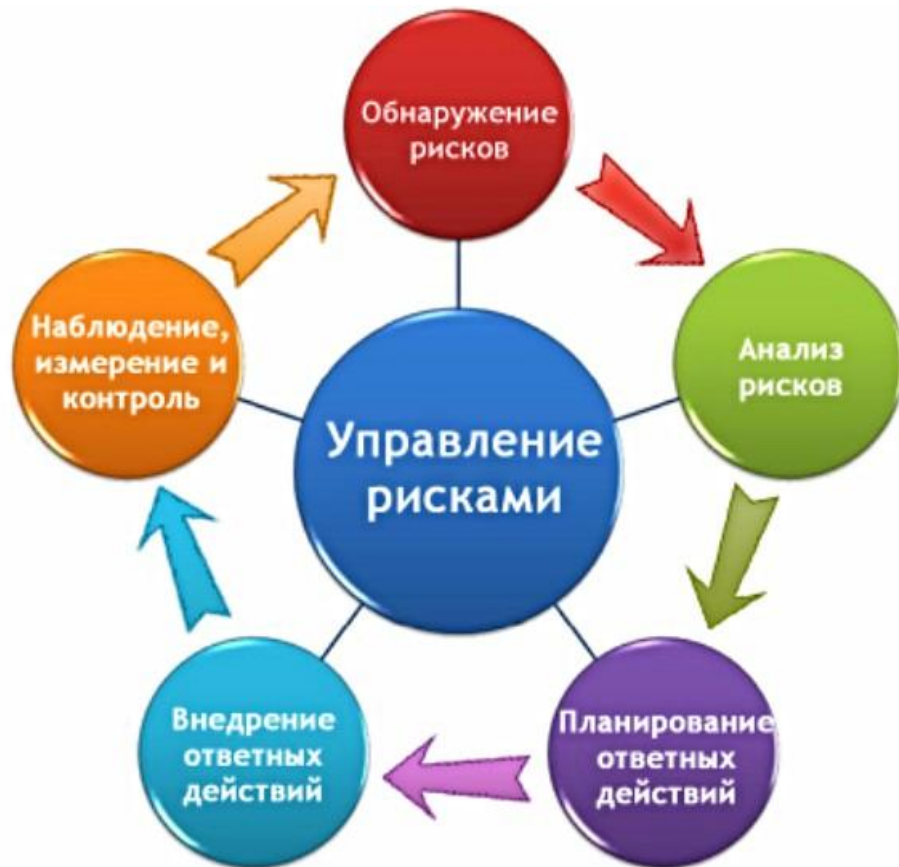 Обнаружение
рисков
Анализ
рисков
Планирование
ответных
действий
Внедрение
ответных
действий
Наблюдение,
измерение и
контроль
Управление
рисками